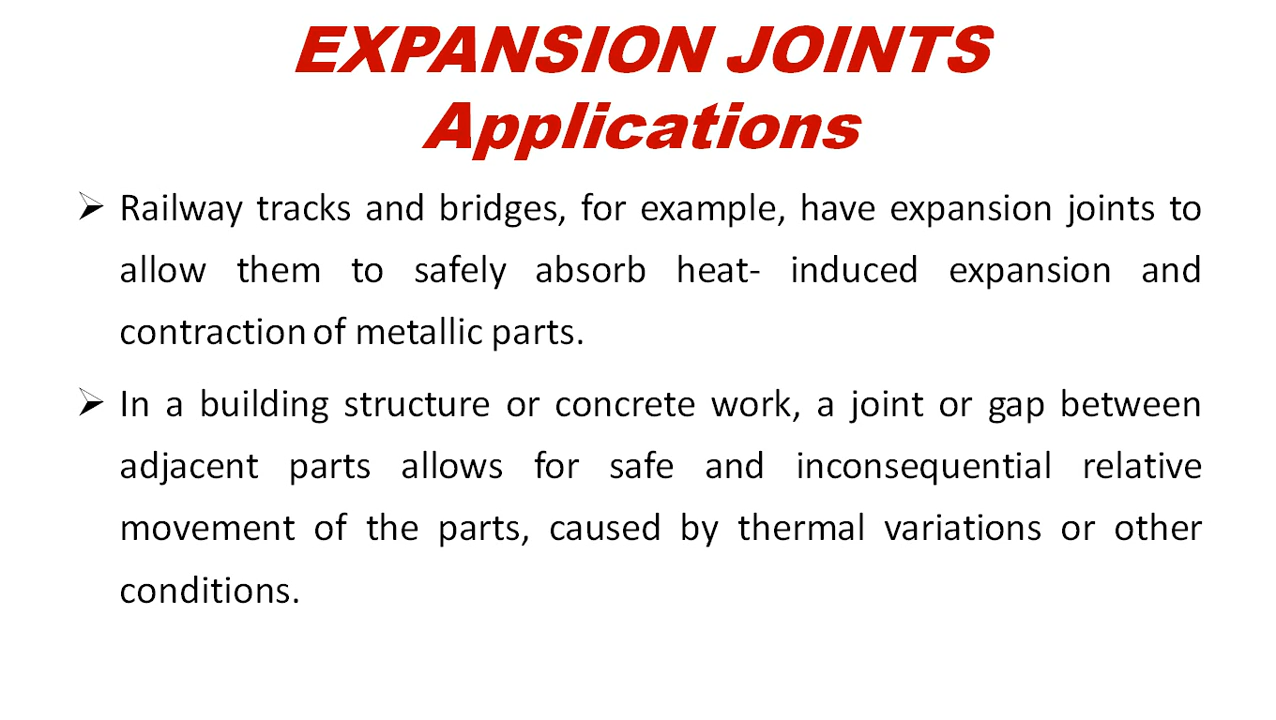 EXPANSION JOINTS
Applications
➢ Railway tracks and bridges, for example, have expansion joints to
allow them to safely absorb heat- induced expansion and
contraction of metallic parts.
➢ In a building structure or concrete work, a joint or gap between
adjacent parts allows for safe and inconsequential relative
movement of the parts, caused by thermal variations or other
conditions.